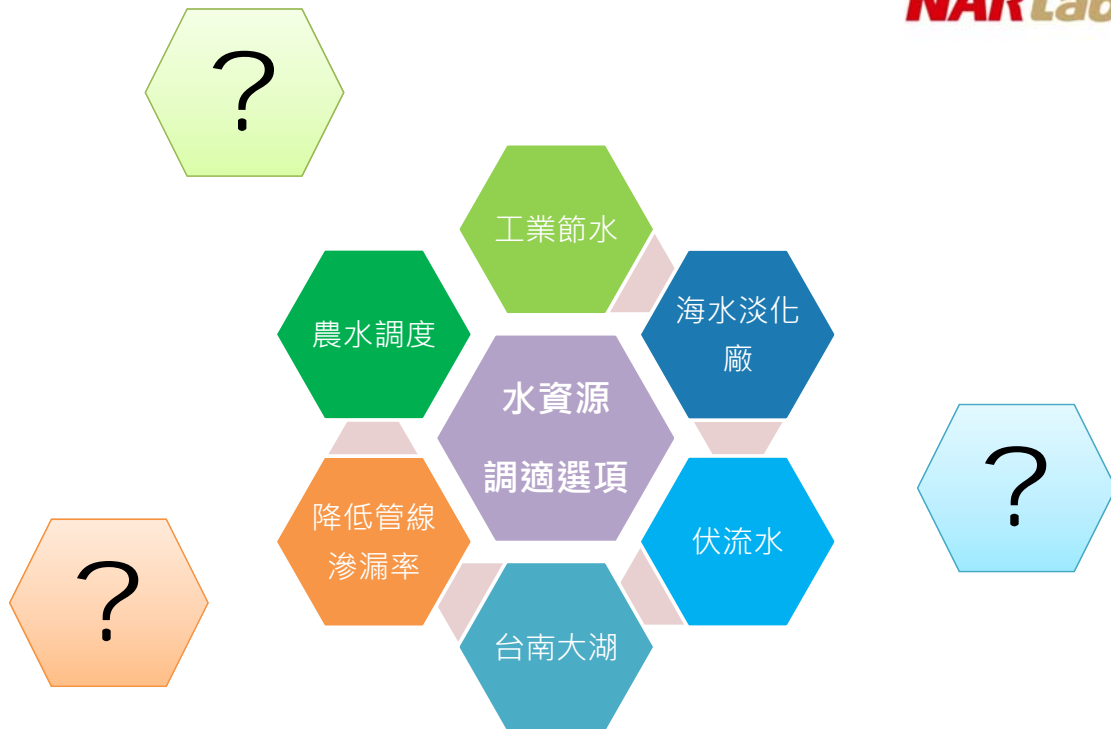 NARLab
?
工業節水
農水調度
海水淡化
廠
水資源
調適選項
?
降低管線
滲漏率
伏流水
?
台南大湖